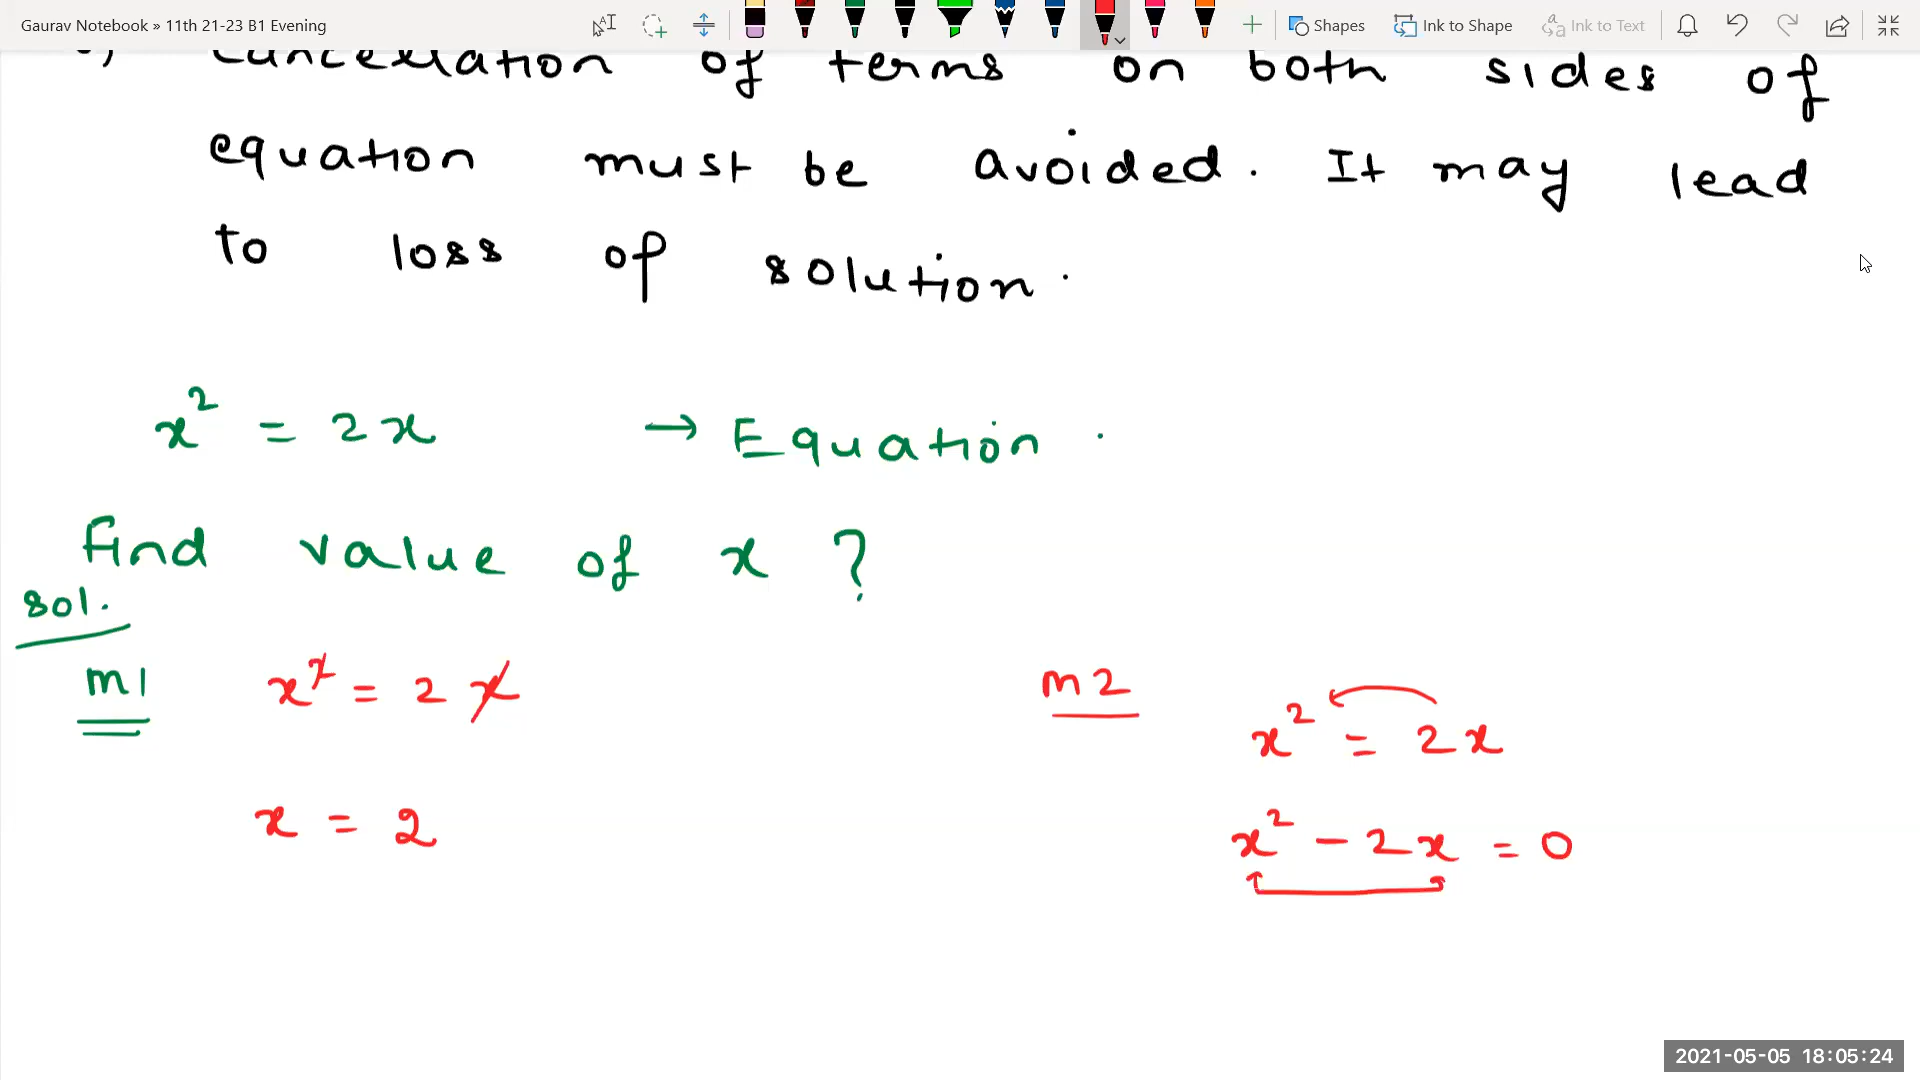 Gaurav Notebook » 11th 21-23 B1 Evening
Shapes Ink to Shape Ink to Text
Cancellation of terms on both sides of
equation must be avoided. It may lead
to loss of solution.
x² = 2x → Equation.
Find value of x ?
Sol.
m1 x² = 2x
x = 2
m2
x² = 2x
x² - 2x = 0
2021-05-05 18:05:24